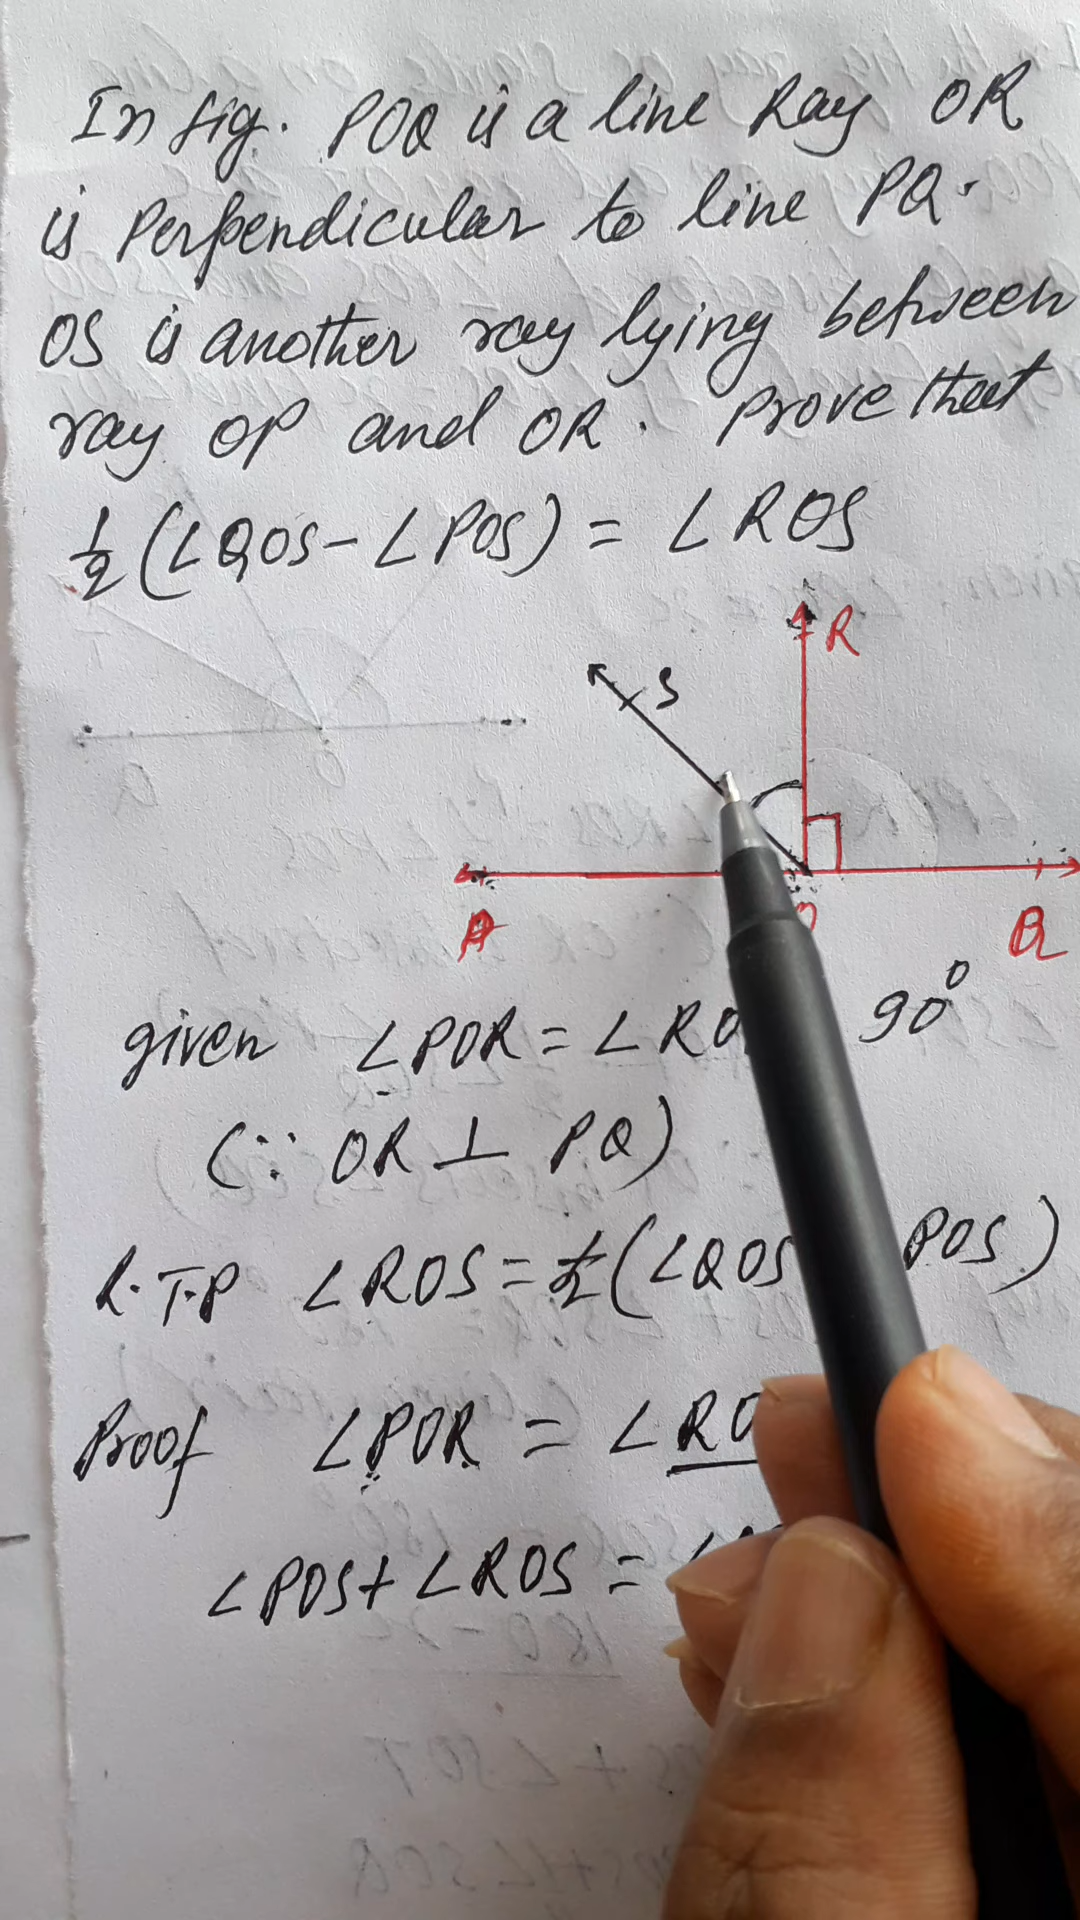 In fig. POQ is a line Ray OR
is Perpendicular to line PQ.
OS is another ray lying between
ray OP and OR. Prove that
1/2 (∠QOS - ∠POS) = ∠ROS
R
S
P
O
Q
given ∠POR = ∠RO 90°
(∵ OR ⊥ PQ)
R.T.P ∠ROS = 1/2 (∠QOS POS)
Proof ∠POR = ∠RO
∠POS + ∠ROS = ∠